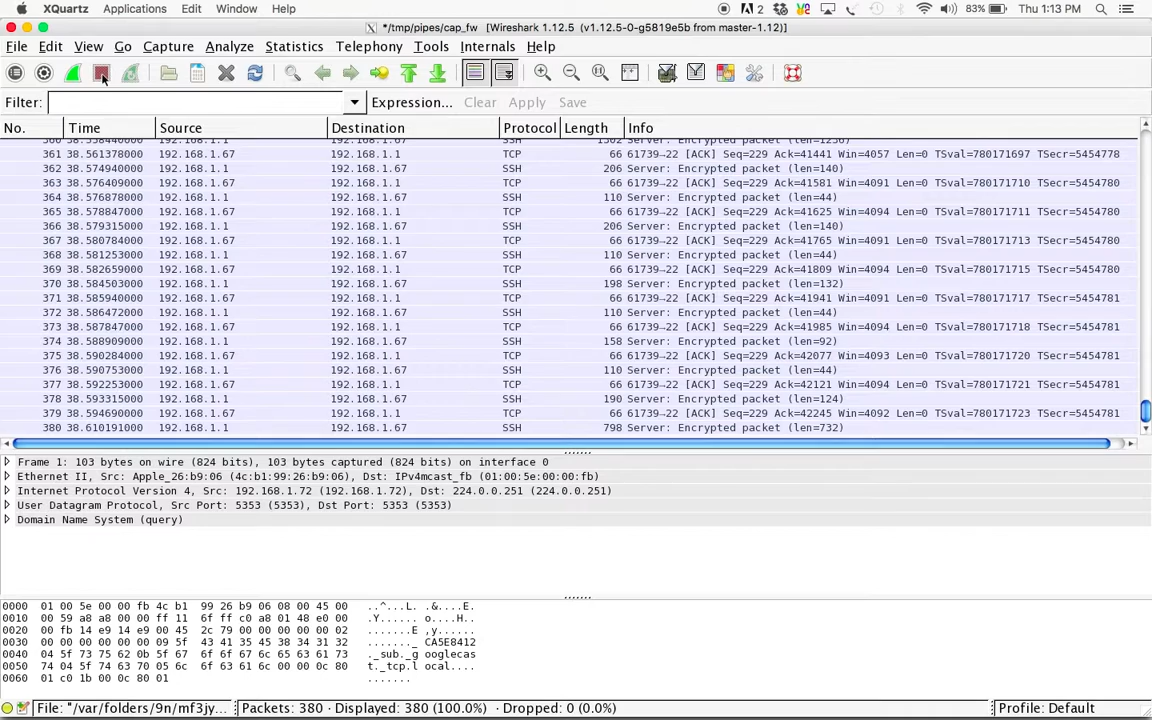 XQuartz Applications Edit Window Help 2 83% Thu 1:13 PM
*/tmp/pipes/cap_fw [Wireshark 1.12.5 (v1.12.5-0-g5819e5b from master-1.12)]
File Edit View Go Capture Analyze Statistics Telephony Tools Internals Help
Filter: Expression... Clear Apply Save
No. Time Source Destination Protocol Length Info
360 38.558440000 192.168.1.1 192.168.1.67 SSH 1302 Server: Encrypted packet (len=1236)
361 38.561378000 192.168.1.67 192.168.1.1 TCP 66 61739→22 [ACK] Seq=229 Ack=41441 Win=4057 Len=0 TSval=780171697 TSecr=5454778
362 38.574940000 192.168.1.1 192.168.1.67 SSH 206 Server: Encrypted packet (len=140)
363 38.576409000 192.168.1.67 192.168.1.1 TCP 66 61739→22 [ACK] Seq=229 Ack=41581 Win=4091 Len=0 TSval=780171710 TSecr=5454780
364 38.576878000 192.168.1.1 192.168.1.67 SSH 110 Server: Encrypted packet (len=44)
365 38.578847000 192.168.1.67 192.168.1.1 TCP 66 61739→22 [ACK] Seq=229 Ack=41625 Win=4094 Len=0 TSval=780171711 TSecr=5454780
366 38.579315000 192.168.1.1 192.168.1.67 SSH 206 Server: Encrypted packet (len=140)
367 38.580784000 192.168.1.67 192.168.1.1 TCP 66 61739→22 [ACK] Seq=229 Ack=41765 Win=4091 Len=0 TSval=780171713 TSecr=5454780
368 38.581253000 192.168.1.1 192.168.1.67 SSH 110 Server: Encrypted packet (len=44)
369 38.582659000 192.168.1.67 192.168.1.1 TCP 66 61739→22 [ACK] Seq=229 Ack=41809 Win=4094 Len=0 TSval=780171715 TSecr=5454780
370 38.584503000 192.168.1.1 192.168.1.67 SSH 198 Server: Encrypted packet (len=132)
371 38.585940000 192.168.1.67 192.168.1.1 TCP 66 61739→22 [ACK] Seq=229 Ack=41941 Win=4091 Len=0 TSval=780171717 TSecr=5454781
372 38.586472000 192.168.1.1 192.168.1.67 SSH 110 Server: Encrypted packet (len=44)
373 38.587847000 192.168.1.67 192.168.1.1 TCP 66 61739→22 [ACK] Seq=229 Ack=41985 Win=4094 Len=0 TSval=780171718 TSecr=5454781
374 38.588909000 192.168.1.1 192.168.1.67 SSH 158 Server: Encrypted packet (len=92)
375 38.590284000 192.168.1.67 192.168.1.1 TCP 66 61739→22 [ACK] Seq=229 Ack=42077 Win=4093 Len=0 TSval=780171720 TSecr=5454781
376 38.590753000 192.168.1.1 192.168.1.67 SSH 110 Server: Encrypted packet (len=44)
377 38.592253000 192.168.1.67 192.168.1.1 TCP 66 61739→22 [ACK] Seq=229 Ack=42121 Win=4094 Len=0 TSval=780171721 TSecr=5454781
378 38.593315000 192.168.1.1 192.168.1.67 SSH 190 Server: Encrypted packet (len=124)
379 38.594690000 192.168.1.67 192.168.1.1 TCP 66 61739→22 [ACK] Seq=229 Ack=42245 Win=4092 Len=0 TSval=780171723 TSecr=5454781
380 38.610191000 192.168.1.1 192.168.1.67 SSH 798 Server: Encrypted packet (len=732)
Frame 1: 103 bytes on wire (824 bits), 103 bytes captured (824 bits) on interface 0
Ethernet II, Src: Apple_26:b9:06 (4c:b1:99:26:b9:06), Dst: IPv4mcast_fb (01:00:5e:00:00:fb)
Internet Protocol Version 4, Src: 192.168.1.72 (192.168.1.72), Dst: 224.0.0.251 (224.0.0.251)
User Datagram Protocol, Src Port: 5353 (5353), Dst Port: 5353 (5353)
Domain Name System (query)
0000 01 00 5e 00 00 fb 4c b1 99 26 b9 06 08 00 45 00 ..^...L. .&....E.
0010 00 59 a8 a8 00 00 ff 11 6f ff c0 a8 01 48 e0 00 .Y...... o....H..
0020 00 fb 14 e9 14 e9 00 45 2c 79 00 00 00 00 00 02 .......E ,y......
0030 00 00 00 00 00 00 09 5f 43 41 35 45 38 34 31 32 ......._ CA5E8412
0040 04 5f 73 75 62 0b 5f 67 6f 6f 67 6c 65 63 61 73 ._sub._g ooglecas
0050 74 04 5f 74 63 70 05 6c 6f 63 61 6c 00 00 0c 80 t._tcp.l ocal....
0060 01 c0 1b 00 0c 80 01 .......
File: "/var/folders/9n/mf3jy... Packets: 380 · Displayed: 380 (100.0%) · Dropped: 0 (0.0%) Profile: Default